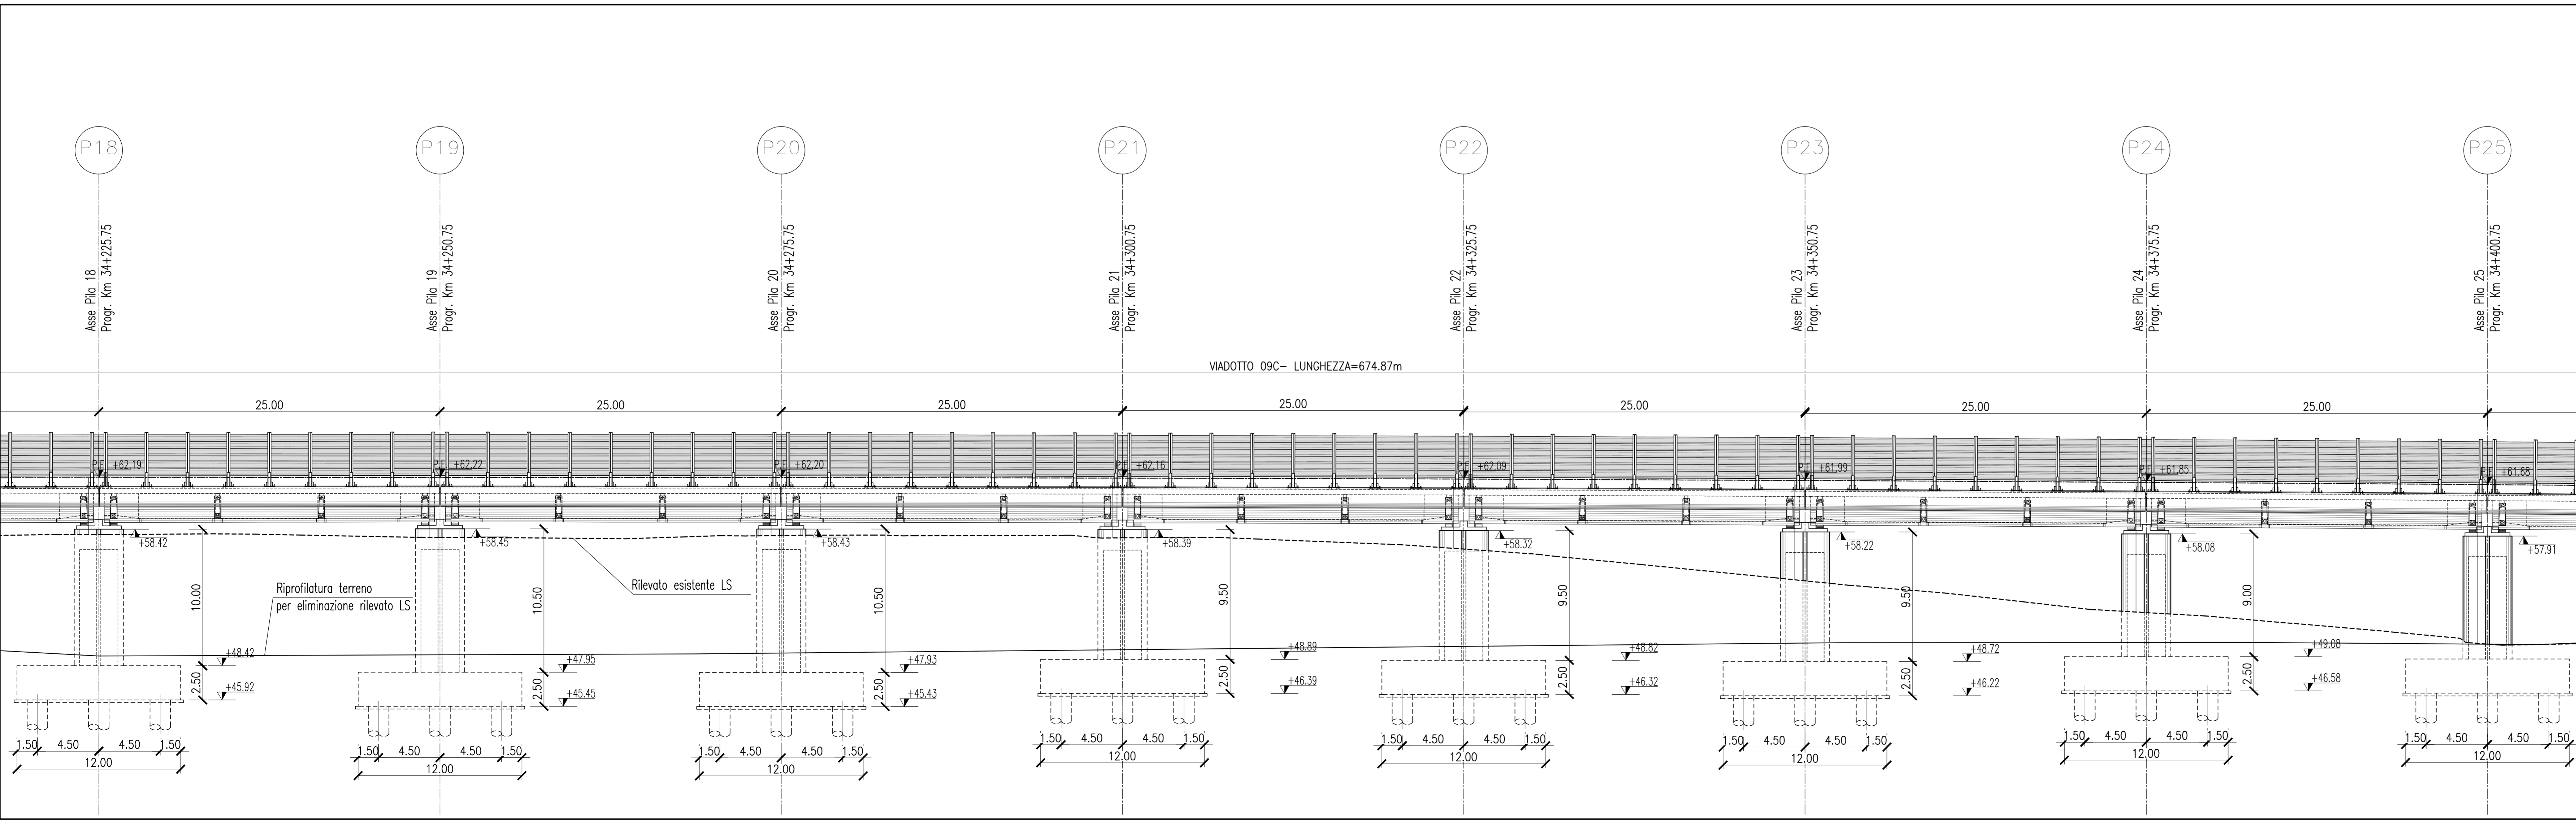 P18
P19
P20
P21
P22
P23
P24
P25
Asse Pila 18
Progr. Km 34+225.75
Asse Pila 19
Progr. Km 34+250.75
Asse Pila 20
Progr. Km 34+275.75
Asse Pila 21
Progr. Km 34+300.75
Asse Pila 22
Progr. Km 34+325.75
Asse Pila 23
Progr. Km 34+350.75
Asse Pila 24
Progr. Km 34+375.75
Asse Pila 25
Progr. Km 34+400.75
VIADOTTO 09C- LUNGHEZZA=674.87m
25.00
25.00
25.00
25.00
25.00
25.00
25.00
P.F. +62,19
P.F. +62,22
P.F. +62,20
P.F. +62,16
P.F. +62,09
P.F. +61,99
P.F. +61,85
P.F. +61,68
+58.42
+58.45
+58.43
+58.39
+58.32
+58.22
+58.08
+57.91
Riprofilatura terreno
per eliminazione rilevato LS
Rilevato esistente LS
10.00
10.50
10.50
9.50
9.50
9.50
9.00
+48.42
+47.95
+47.93
+48.89
+48.82
+48.72
+49.08
2.50
2.50
2.50
2.50
2.50
2.50
2.50
+45.92
+45.45
+45.43
+46.39
+46.32
+46.22
+46.58
1.50 4.50 4.50 1.50
12.00
1.50 4.50 4.50 1.50
12.00
1.50 4.50 4.50 1.50
12.00
1.50 4.50 4.50 1.50
12.00
1.50 4.50 4.50 1.50
12.00
1.50 4.50 4.50 1.50
12.00
1.50 4.50 4.50 1.50
12.00
1.50 4.50 4.50 1.50
12.00